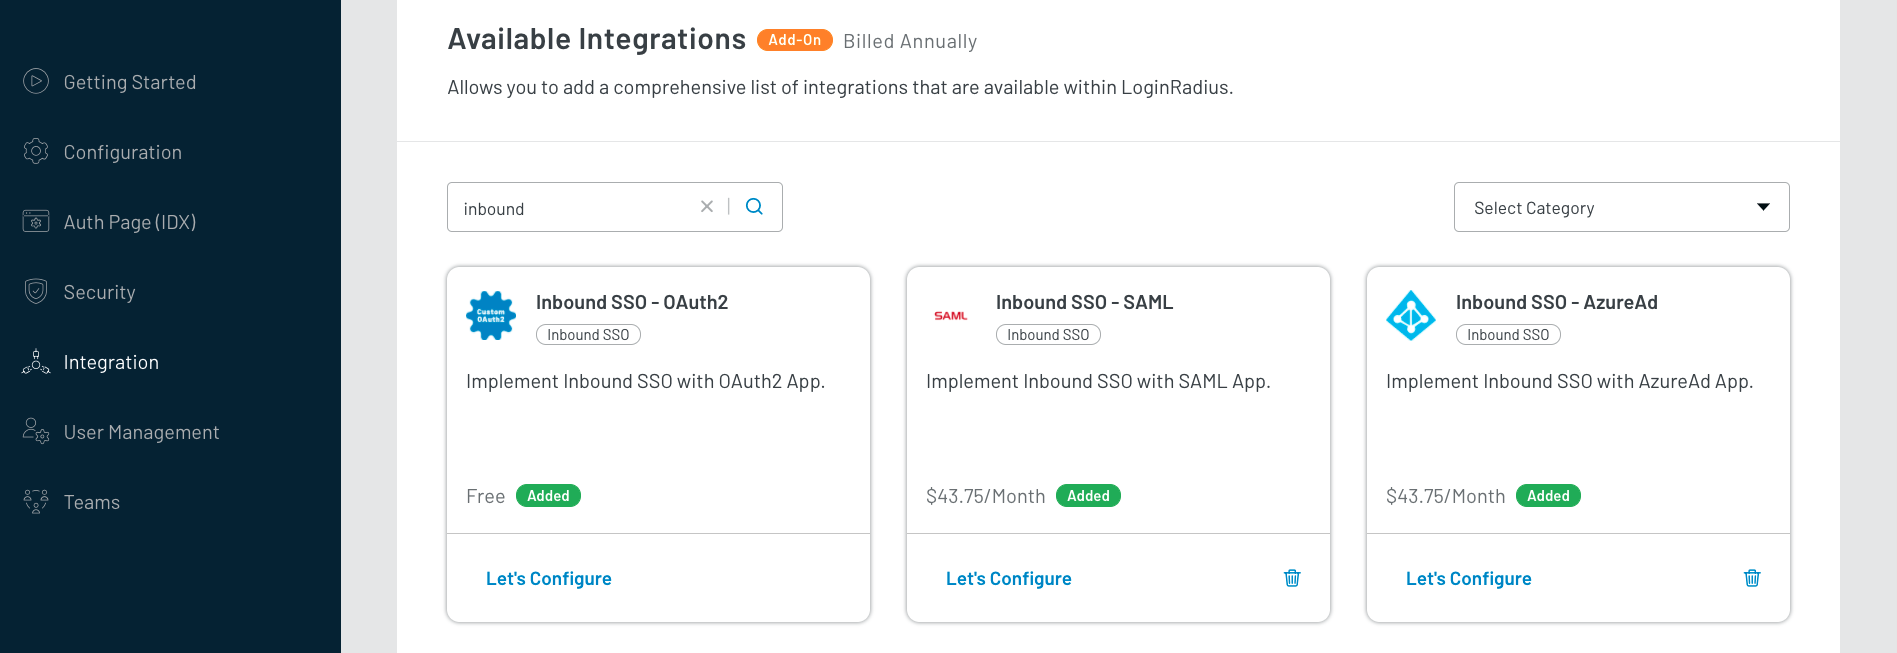 Getting Started
Configuration
Auth Page (IDX)
Security
Integration
User Management
Teams
Available Integrations Add-On Billed Annually
Allows you to add a comprehensive list of integrations that are available within LoginRadius.
inbound
Select Category
Custom
OAuth2
Inbound SSO - OAuth2
Inbound SSO
Implement Inbound SSO with OAuth2 App.
Free Added
Let's Configure
SAML
Inbound SSO - SAML
Inbound SSO
Implement Inbound SSO with SAML App.
$43.75/Month Added
Let's Configure
Inbound SSO - AzureAd
Inbound SSO
Implement Inbound SSO with AzureAd App.
$43.75/Month Added
Let's Configure